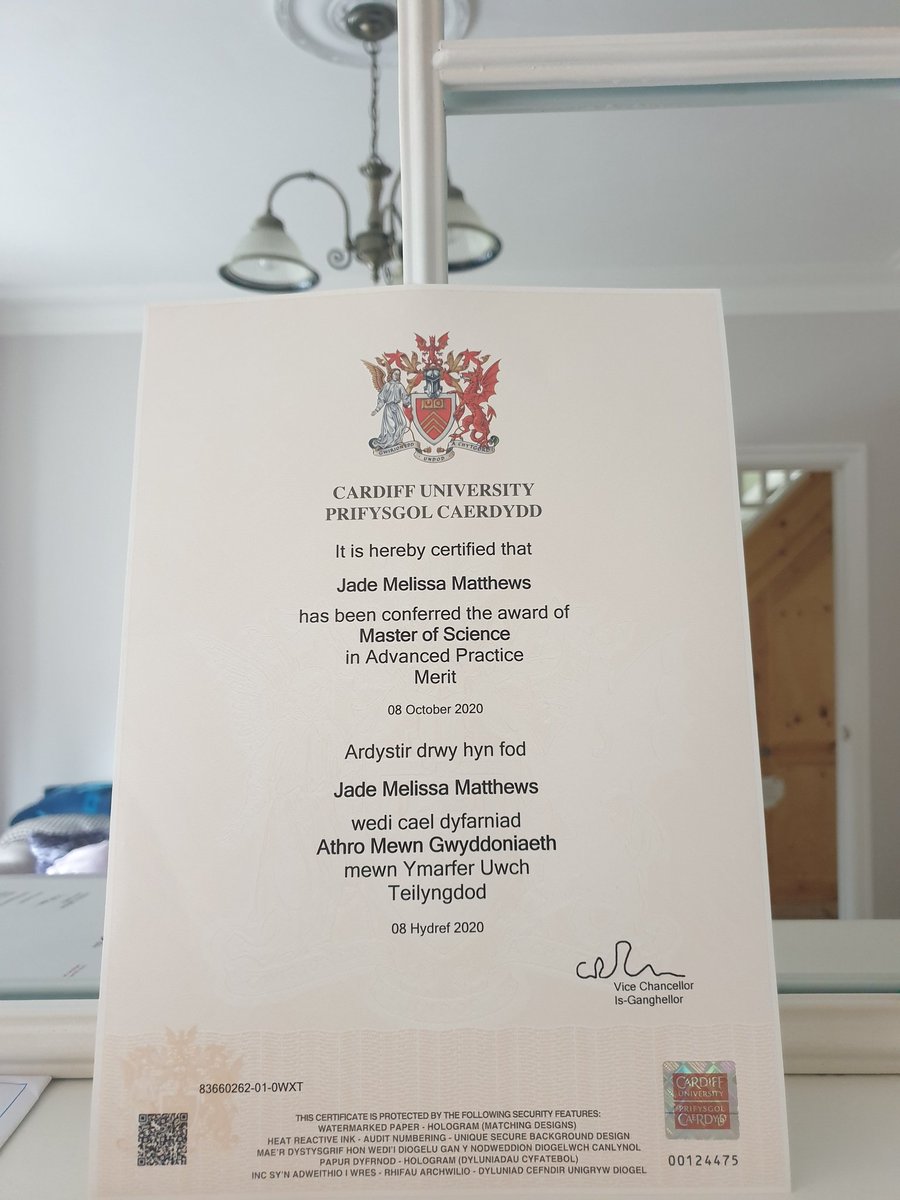 GWIRIONEDD UNDOD A CHYTGORD
CARDIFF UNIVERSITY
PRIFYSGOL CAERDYDD
It is hereby certified that
Jade Melissa Matthews
has been conferred the award of
Master of Science
in Advanced Practice
Merit
08 October 2020
Ardystir drwy hyn fod
Jade Melissa Matthews
wedi cael dyfarniad
Athro Mewn Gwyddoniaeth
mewn Ymarfer Uwch
Teilyngdod
08 Hydref 2020
Vice Chancellor
Is-Ganghellor
83660262-01-0WXT
THIS CERTIFICATE IS PROTECTED BY THE FOLLOWING SECURITY FEATURES:
WATERMARKED PAPER - HOLOGRAM (MATCHING DESIGNS)
HEAT REACTIVE INK - AUDIT NUMBERING - UNIQUE SECURE BACKGROUND DESIGN
MAE'R DYSTYSGRIF HON WEDI'I DIOGELU GAN Y NODWEDDION DIOGELWCH CANLYNOL
PAPUR DYFRNOD - HOLOGRAM (DYLUNIADAU CYFATEBOL)
INC SY'N ADWEITHIO I WRES - RHIFAU ARCHWILIO - DYLUNIAD CEFNDIR UNIGRYW DIOGEL
CARDIFF
UNIVERSITY
PRIFYSGOL
CAERDYDD
00124475